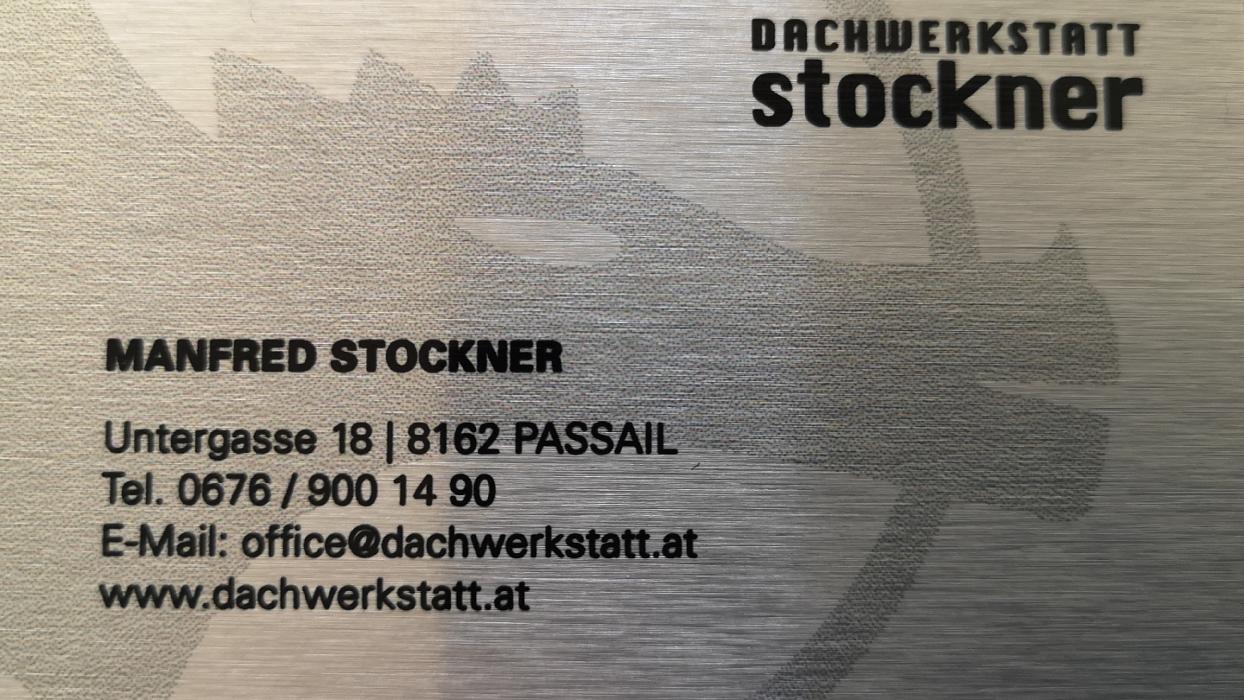 DACHWERKSTATT
stockner
MANFRED STOCKNER
Untergasse 18 | 8162 PASSAIL
Tel. 0676 / 900 14 90
E-Mail: office@dachwerkstatt.at
www.dachwerkstatt.at